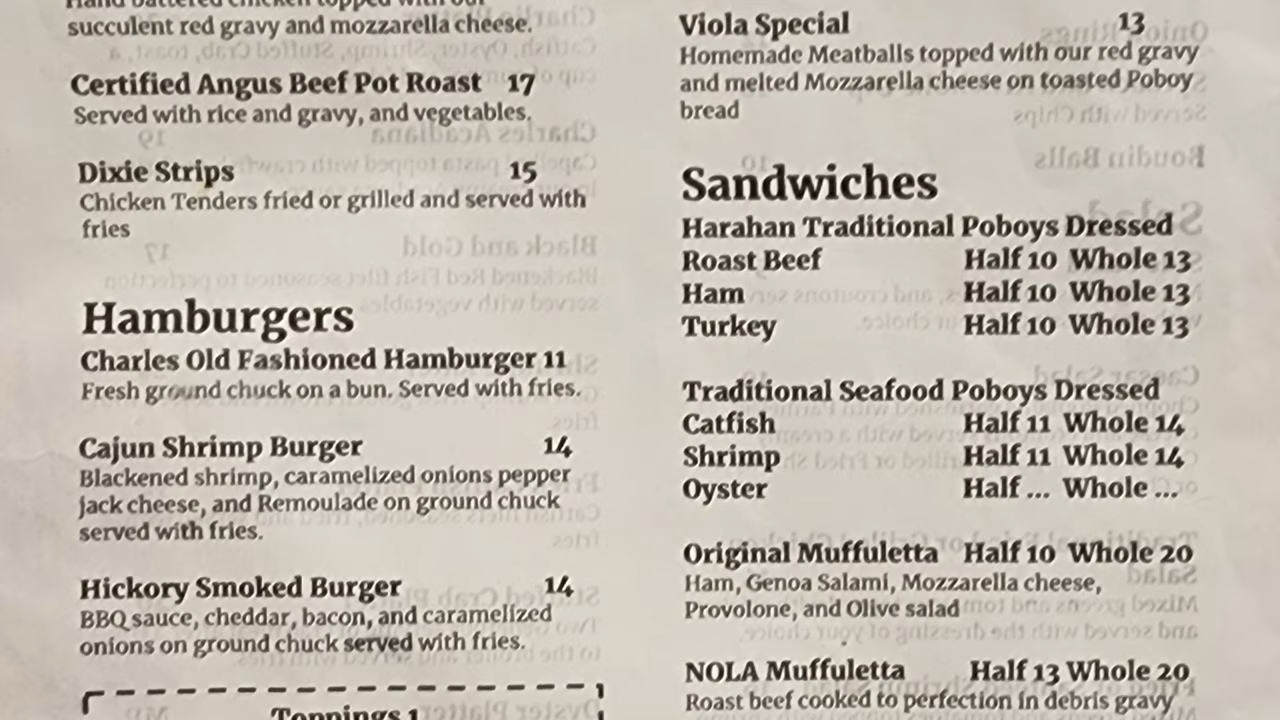 Hand battered chicken topped with our
succulent red gravy and mozzarella cheese.
Certified Angus Beef Pot Roast 17
Served with rice and gravy, and vegetables.
Dixie Strips 15
Chicken Tenders fried or grilled and served with
fries
Hamburgers
Charles Old Fashioned Hamburger 11
Fresh ground chuck on a bun. Served with fries.
Cajun Shrimp Burger 14
Blackened shrimp, caramelized onions pepper
jack cheese, and Remoulade on ground chuck
served with fries.
Hickory Smoked Burger 14
BBQ sauce, cheddar, bacon, and caramelized
onions on ground chuck served with fries.
Toppings 1
Viola Special 13
Homemade Meatballs topped with our red gravy
and melted Mozzarella cheese on toasted Poboy
bread
Sandwiches
Harahan Traditional Poboys Dressed
Roast Beef Half 10 Whole 13
Ham Half 10 Whole 13
Turkey Half 10 Whole 13
Traditional Seafood Poboys Dressed
Catfish Half 11 Whole 14
Shrimp Half 11 Whole 14
Oyster Half ... Whole ...
Original Muffuletta Half 10 Whole 20
Ham, Genoa Salami, Mozzarella cheese,
Provolone, and Olive salad
NOLA Muffuletta Half 13 Whole 20
Roast beef cooked to perfection in debris gravy